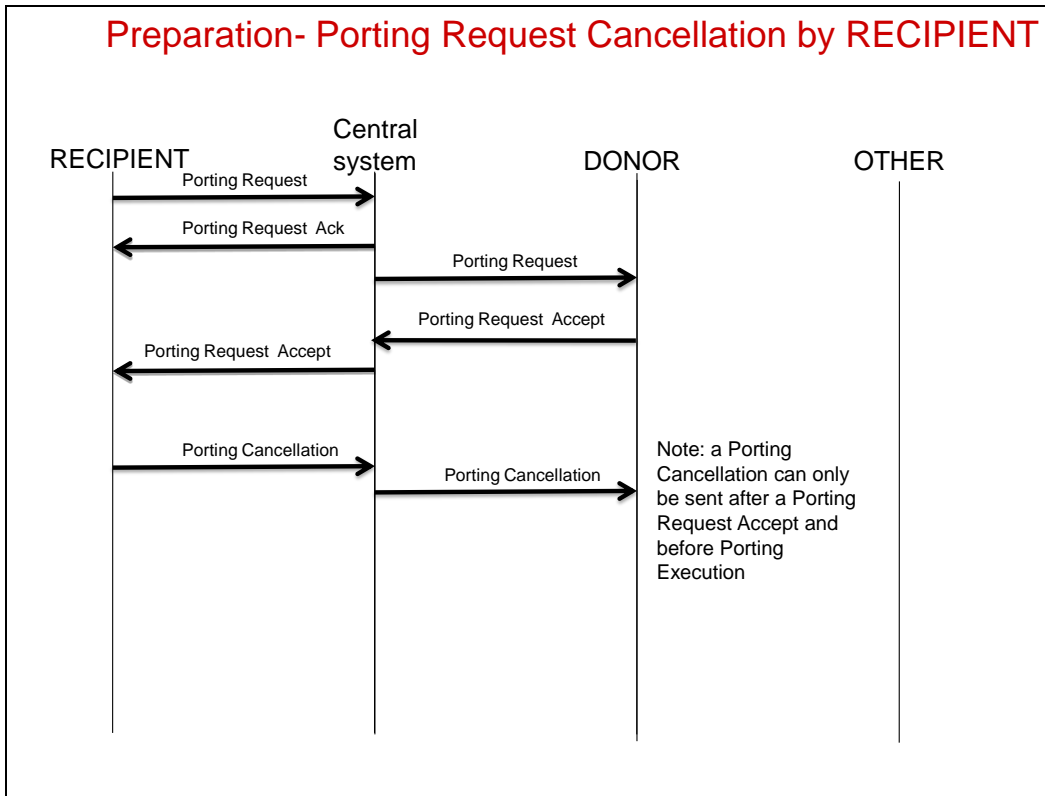 Preparation- Porting Request Cancellation by RECIPIENT
Central
system
RECIPIENT
DONOR
OTHER
Porting Request
Porting Request Ack
Porting Request
Porting Request Accept
Porting Request Accept
Porting Cancellation
Porting Cancellation
Note: a Porting
Cancellation can only
be sent after a Porting
Request Accept and
before Porting
Execution